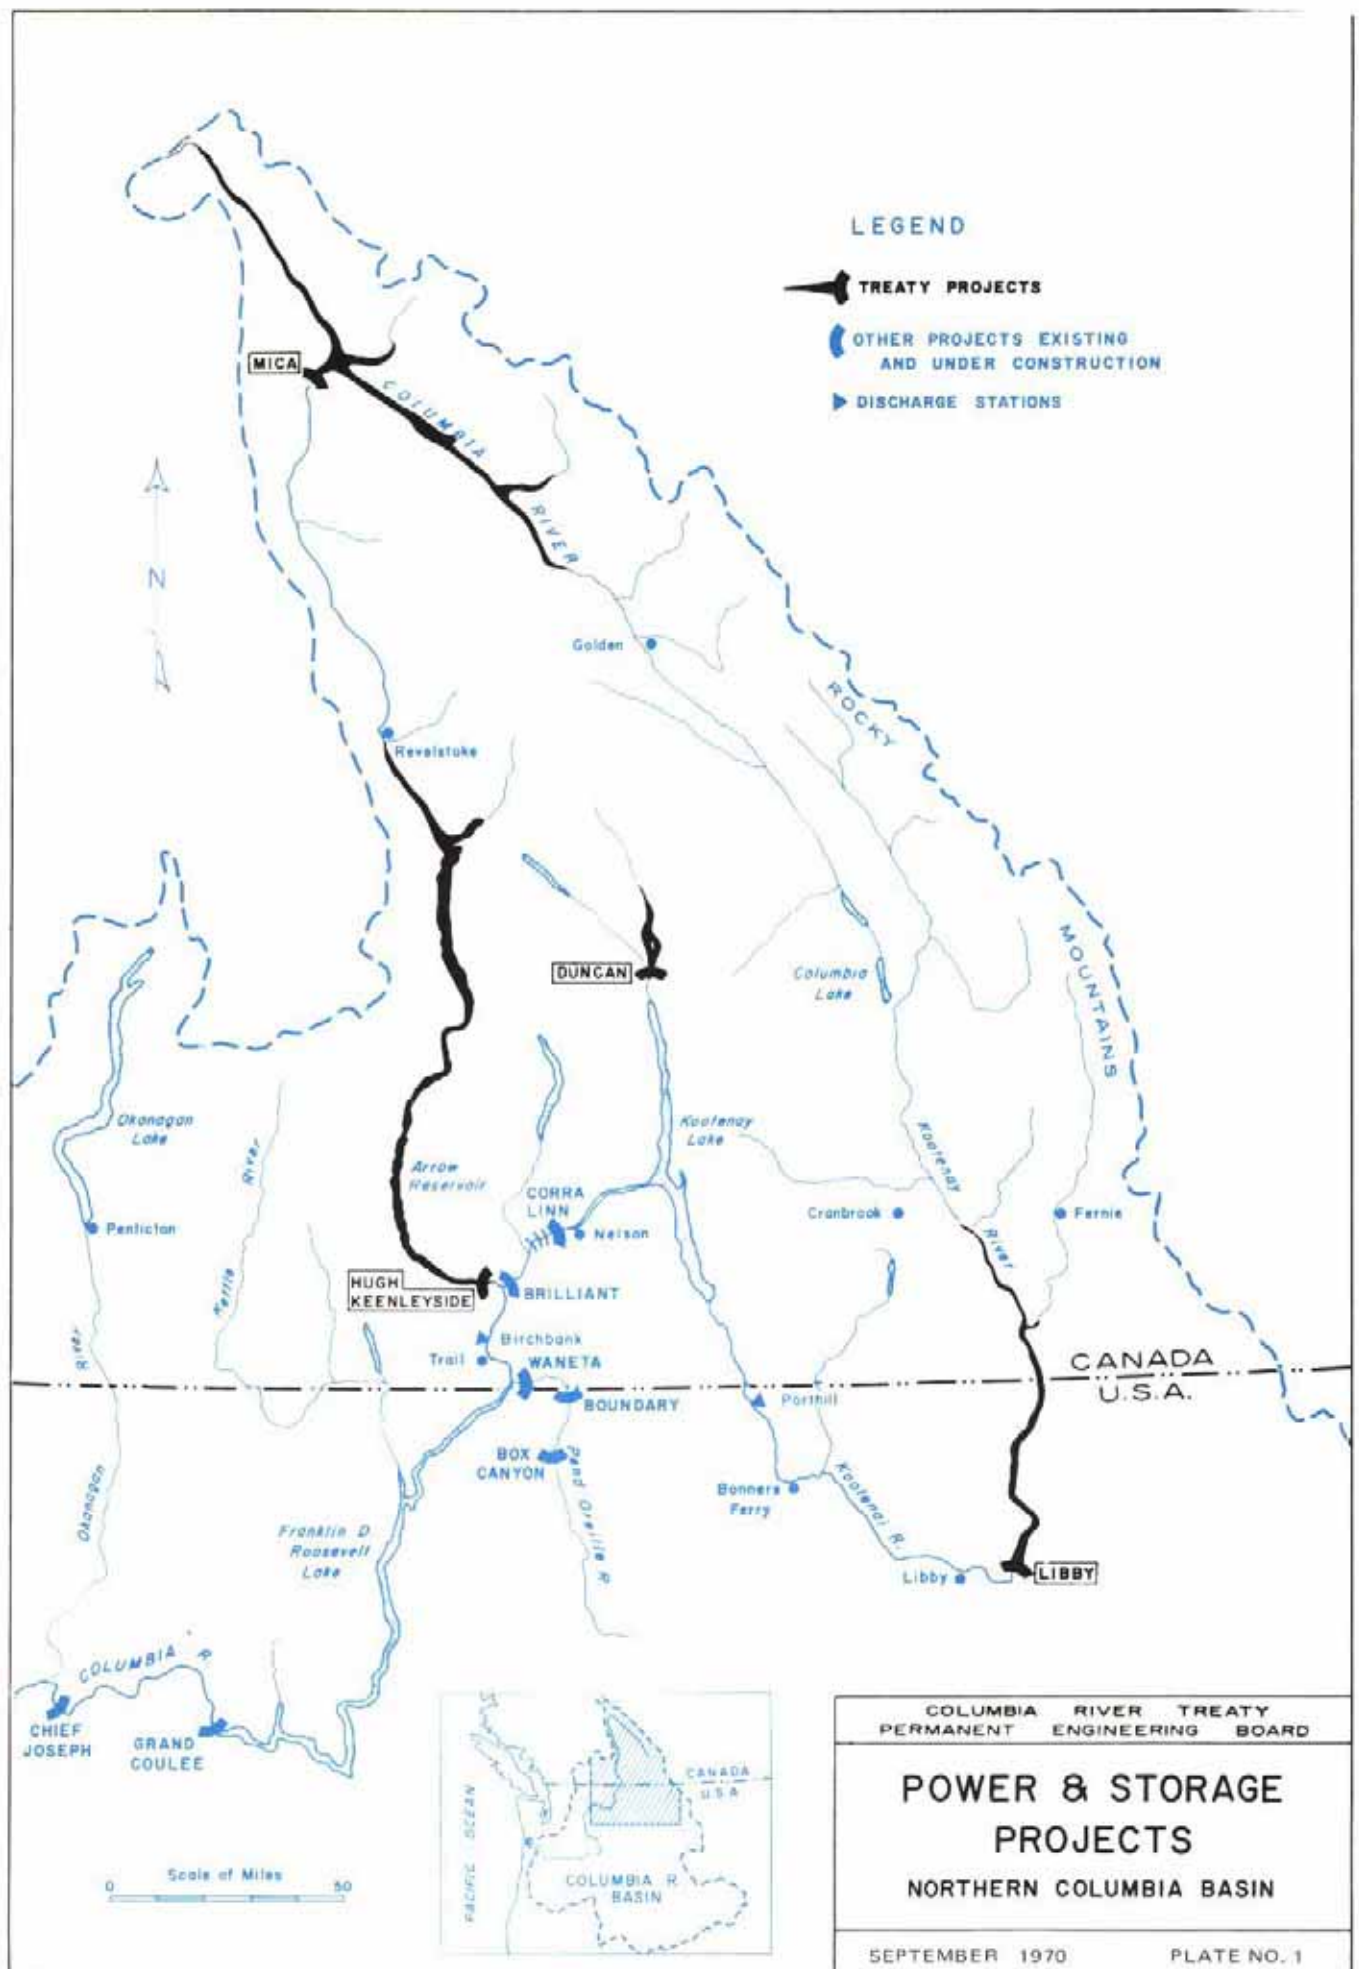 LEGEND
TREATY PROJECTS
OTHER PROJECTS EXISTING
AND UNDER CONSTRUCTION
DISCHARGE STATIONS
MICA
COLUMBIA
RIVER
N
Golden
ROCKY
MOUNTAINS
Revelstoke
DUNCAN
Columbia
Lake
Okanagan
Lake
Kootenay
Lake
Kootenay
River
River
Kettle
Arrow
Reservoir
CORRA
LINN
Nelson
Cranbrook
Fernie
Penticton
HUGH
KEENLEYSIDE
BRILLIANT
Birchbank
Trail
WANETA
CANADA
U.S.A.
River
Okanagan
BOUNDARY
Porthill
BOX
CANYON
Pend Oreille R
Bonners
Ferry
Kootenai R.
Franklin D
Roosevelt
Lake
Libby
LIBBY
COLUMBIA R
CHIEF
JOSEPH
GRAND
COULEE
Scale of Miles
0 50
PACIFIC OCEAN
CANADA
U.S.A
COLUMBIA R.
BASIN
COLUMBIA RIVER TREATY
PERMANENT ENGINEERING BOARD
POWER & STORAGE
PROJECTS
NORTHERN COLUMBIA BASIN
SEPTEMBER 1970 PLATE NO. 1